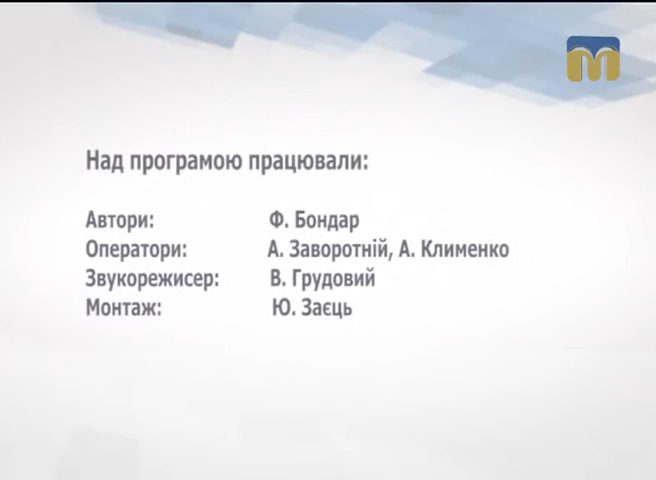 Над програмою працювали:
Автори: Ф. Бондар
Оператори: А. Заворотній, А. Клименко
Звукорежисер: В. Грудовий
Монтаж: Ю. Заєць